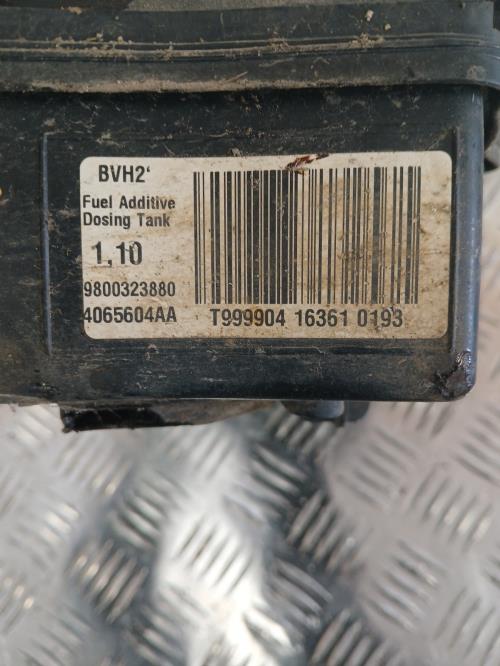 BVH2'
Fuel Additive
Dosing Tank
1,10
9800323880
4065604AA
T999904 16361 0193